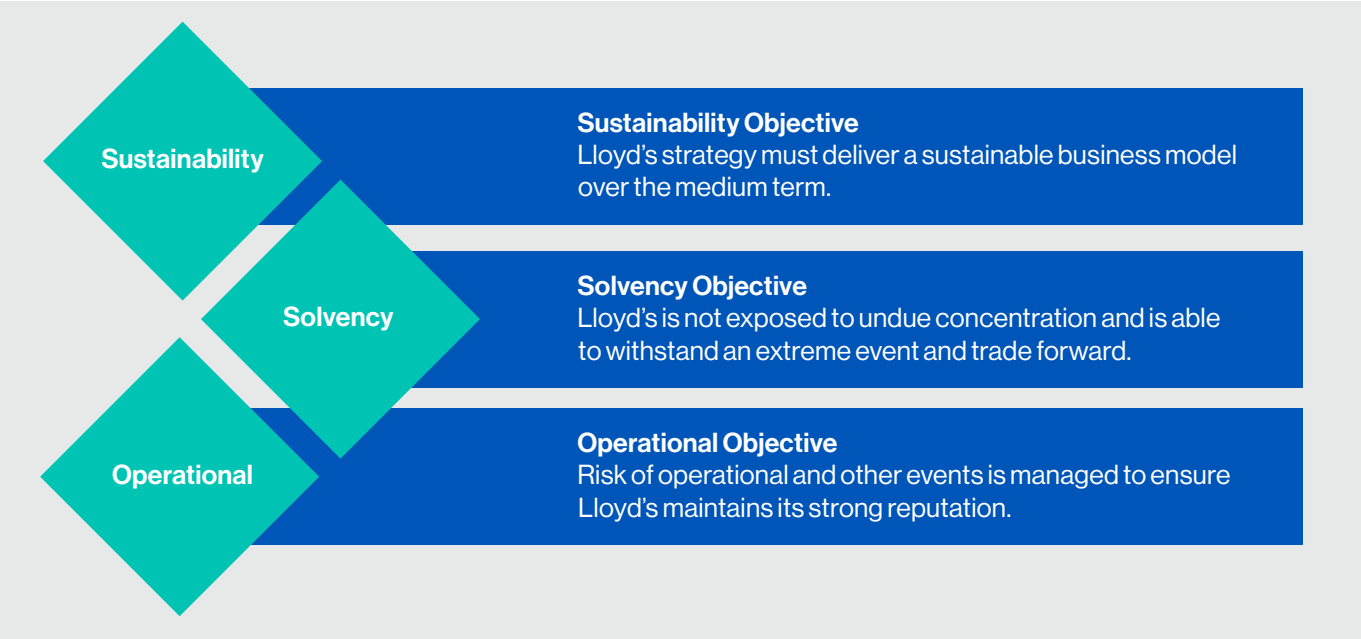 Sustainability
Sustainability Objective
Lloyd’s strategy must deliver a sustainable business model
over the medium term.
Solvency
Solvency Objective
Lloyd’s is not exposed to undue concentration and is able
to withstand an extreme event and trade forward.
Operational
Operational Objective
Risk of operational and other events is managed to ensure
Lloyd’s maintains its strong reputation.